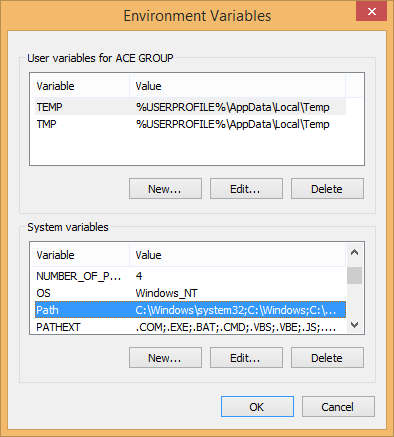 Environment Variables
User variables for ACE GROUP
Variable Value
TEMP %USERPROFILE%\AppData\Local\Temp
TMP %USERPROFILE%\AppData\Local\Temp
New... Edit... Delete
System variables
Variable Value
NUMBER_OF_P... 4
OS Windows_NT
Path C:\Windows\system32;C:\Windows;C:\...
PATHEXT .COM;.EXE;.BAT;.CMD;.VBS;.VBE;.JS;....
New... Edit... Delete
OK Cancel